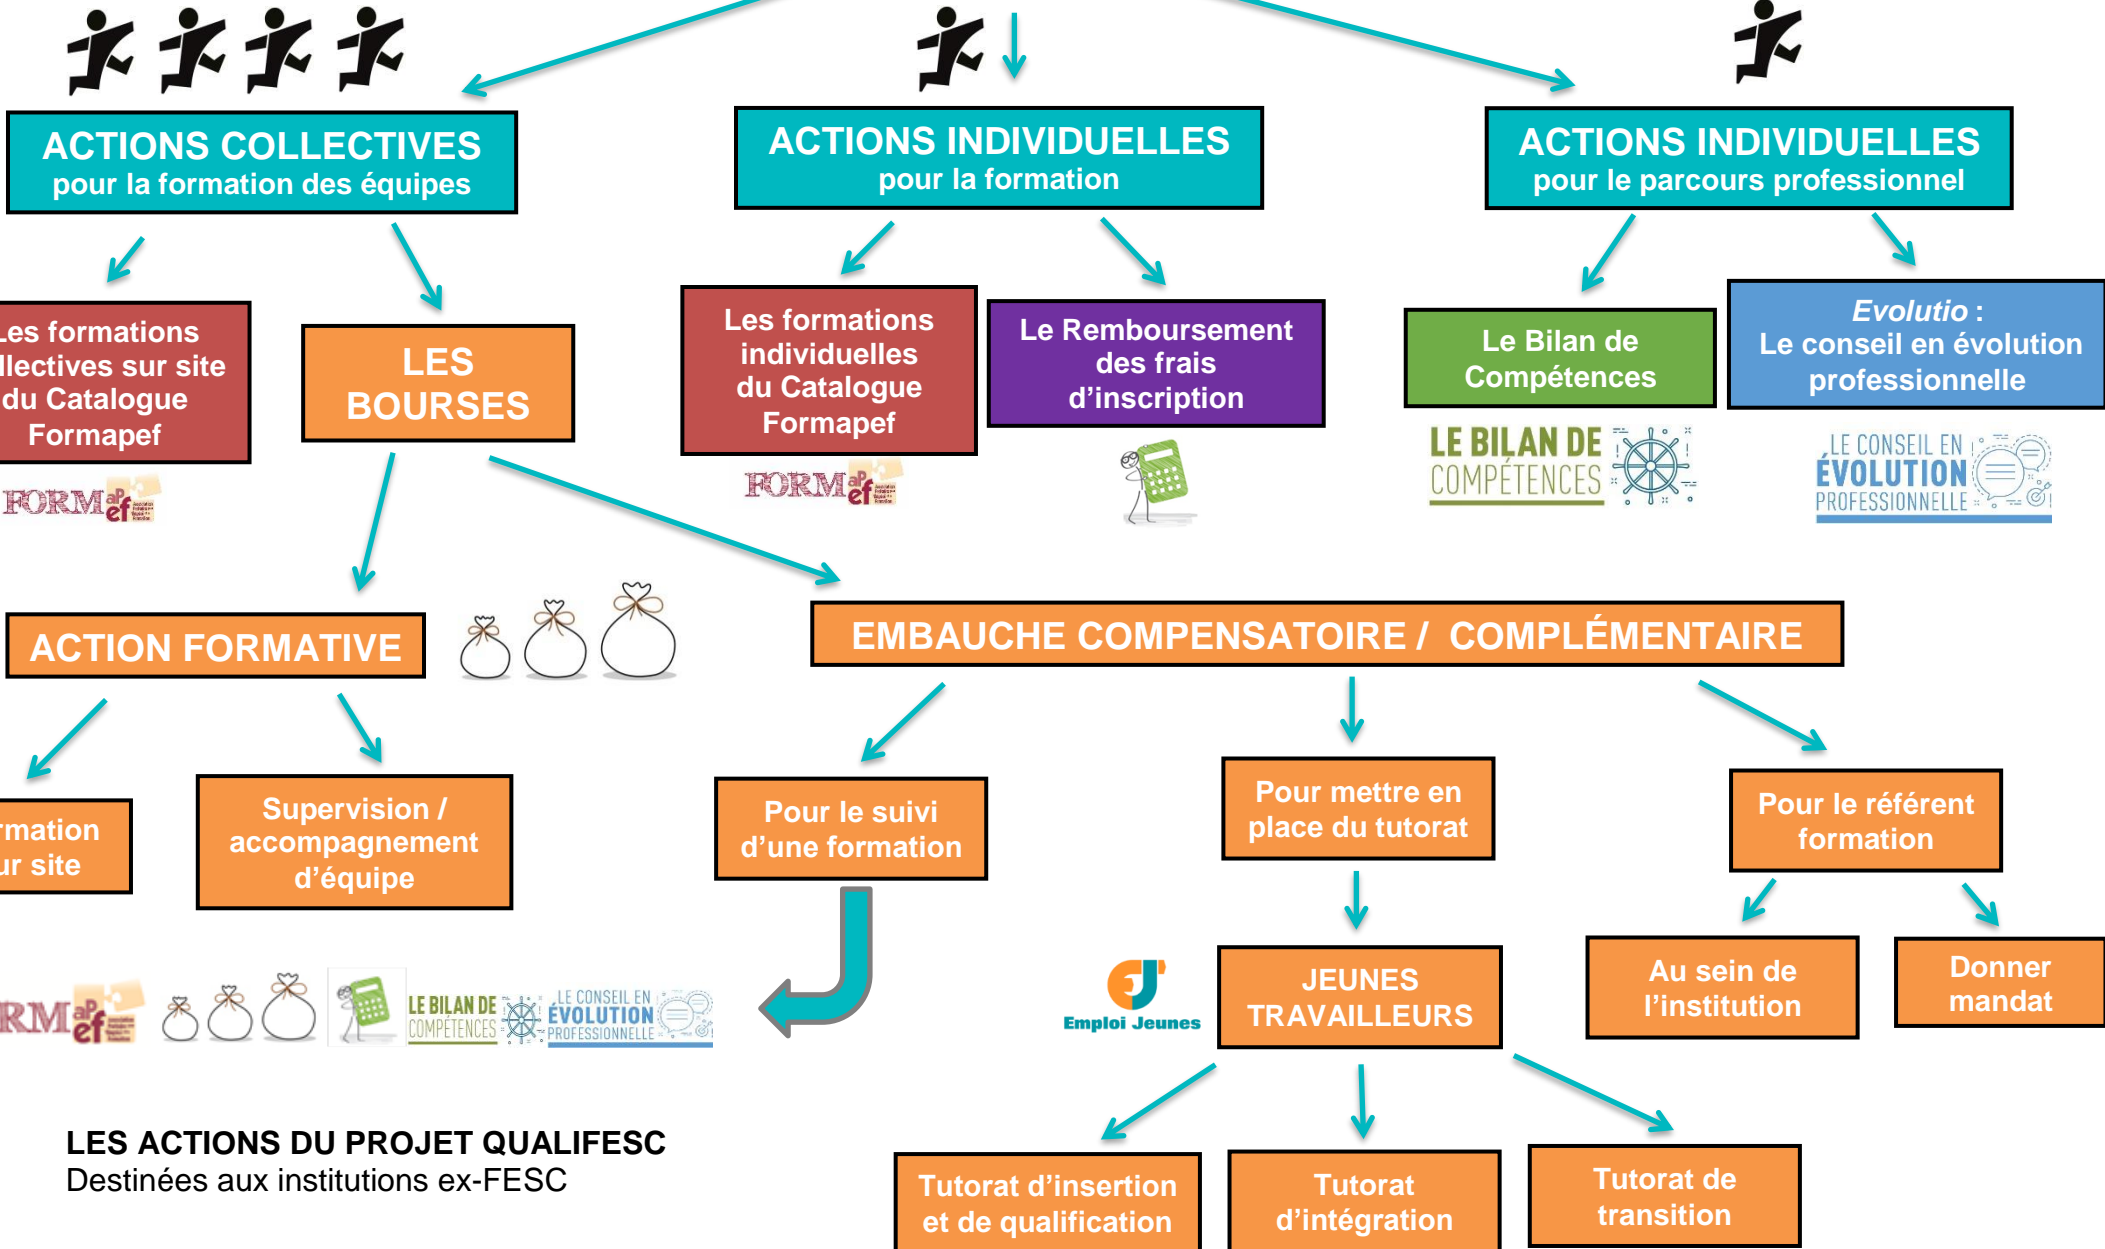 ACTIONS COLLECTIVES
pour la formation des équipes
ACTIONS INDIVIDUELLES
pour la formation
ACTIONS INDIVIDUELLES
pour le parcours professionnel
Les formations
llectives sur site
du Catalogue
Formapef
LES
BOURSES
Les formations
individuelles
du Catalogue
Formapef
Le Remboursement
des frais
d’inscription
Le Bilan de
Compétences
Evolutio :
Le conseil en évolution
professionnelle
FORMapef
FORMapef
LE BILAN DE
COMPÉTENCES
LE CONSEIL EN
ÉVOLUTION
PROFESSIONNELLE
ACTION FORMATIVE
EMBAUCHE COMPENSATOIRE / COMPLÉMENTAIRE
rmation
ur site
Supervision /
accompagnement
d’équipe
Pour le suivi
d’une formation
Pour mettre en
place du tutorat
Pour le référent
formation
RMapef
LE BILAN DE
COMPÉTENCES
LE CONSEIL EN
ÉVOLUTION
PROFESSIONNELLE
Emploi Jeunes
JEUNES
TRAVAILLEURS
Au sein de
l’institution
Donner
mandat
LES ACTIONS DU PROJET QUALIFESC
Destinées aux institutions ex-FESC
Tutorat d’insertion
et de qualification
Tutorat
d’intégration
Tutorat de
transition